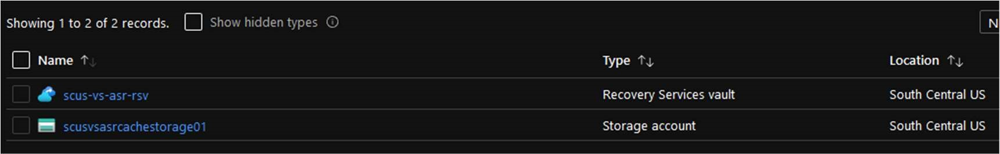 Showing 1 to 2 of 2 records. Show hidden types
Name Type Location
scus-vs-asr-rsv Recovery Services vault South Central US
scusvsasrcachestorage01 Storage account South Central US